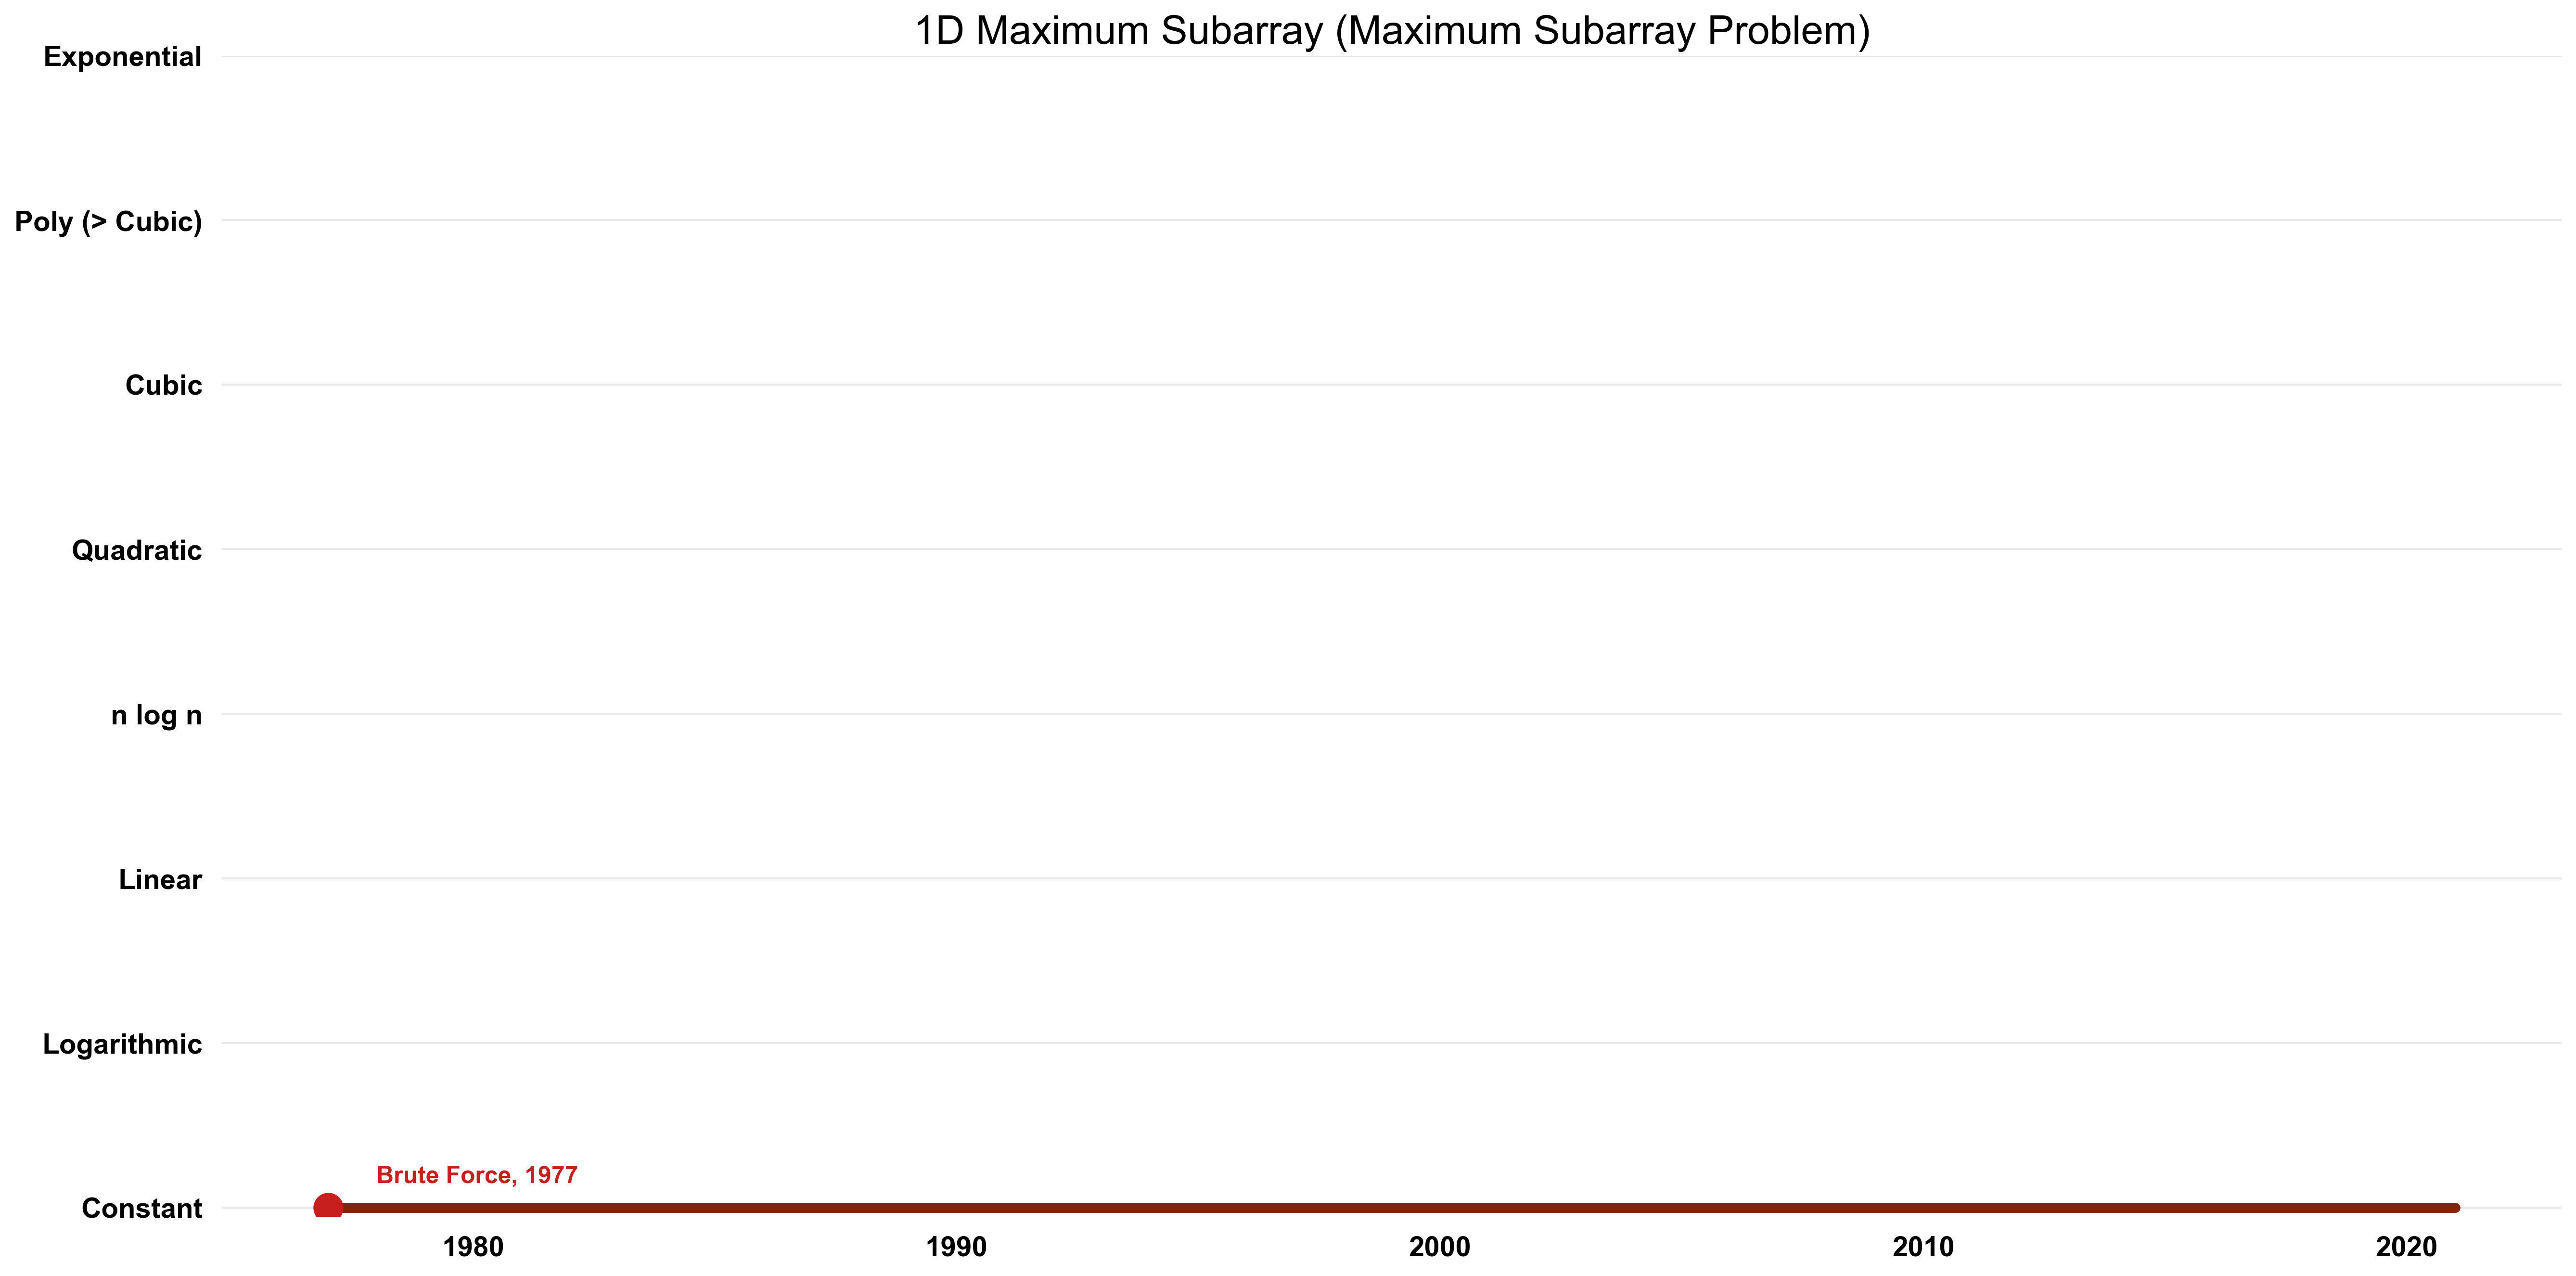 1D Maximum Subarray (Maximum Subarray Problem)
Exponential
Poly (> Cubic)
Cubic
Quadratic
n log n
Linear
Logarithmic
Brute Force, 1977
Constant
1980 1990 2000 2010 2020